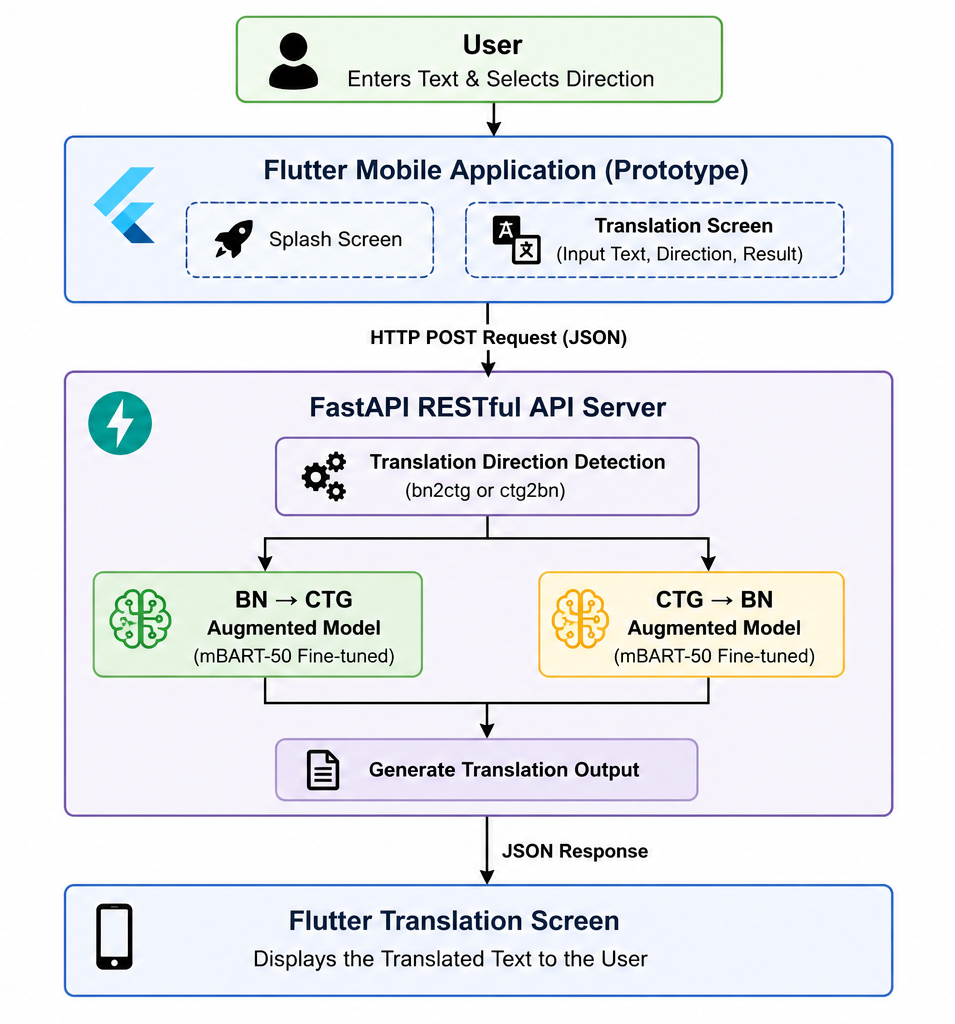 User
Enters Text & Selects Direction
Flutter Mobile Application (Prototype)
Splash Screen
A
文
Translation Screen
(Input Text, Direction, Result)
HTTP POST Request (JSON)
FastAPI RESTful API Server
Translation Direction Detection
(bn2ctg or ctg2bn)
BN → CTG
Augmented Model
(mBART-50 Fine-tuned)
CTG → BN
Augmented Model
(mBART-50 Fine-tuned)
Generate Translation Output
JSON Response
Flutter Translation Screen
Displays the Translated Text to the User